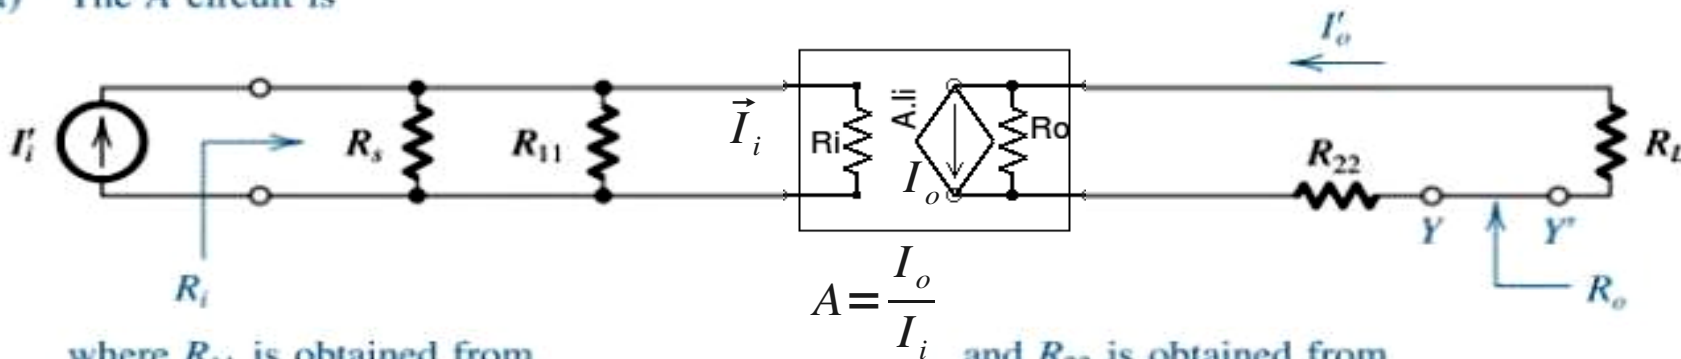 The A circuit is
I'o
I'i
Rs
R11
Ii
Ri
A.Ii
Io
Ro
R22
RL
Y
Y'
Ri
Ro
A = Io / Ii
where R11 is obtained from
and R22 is obtained from